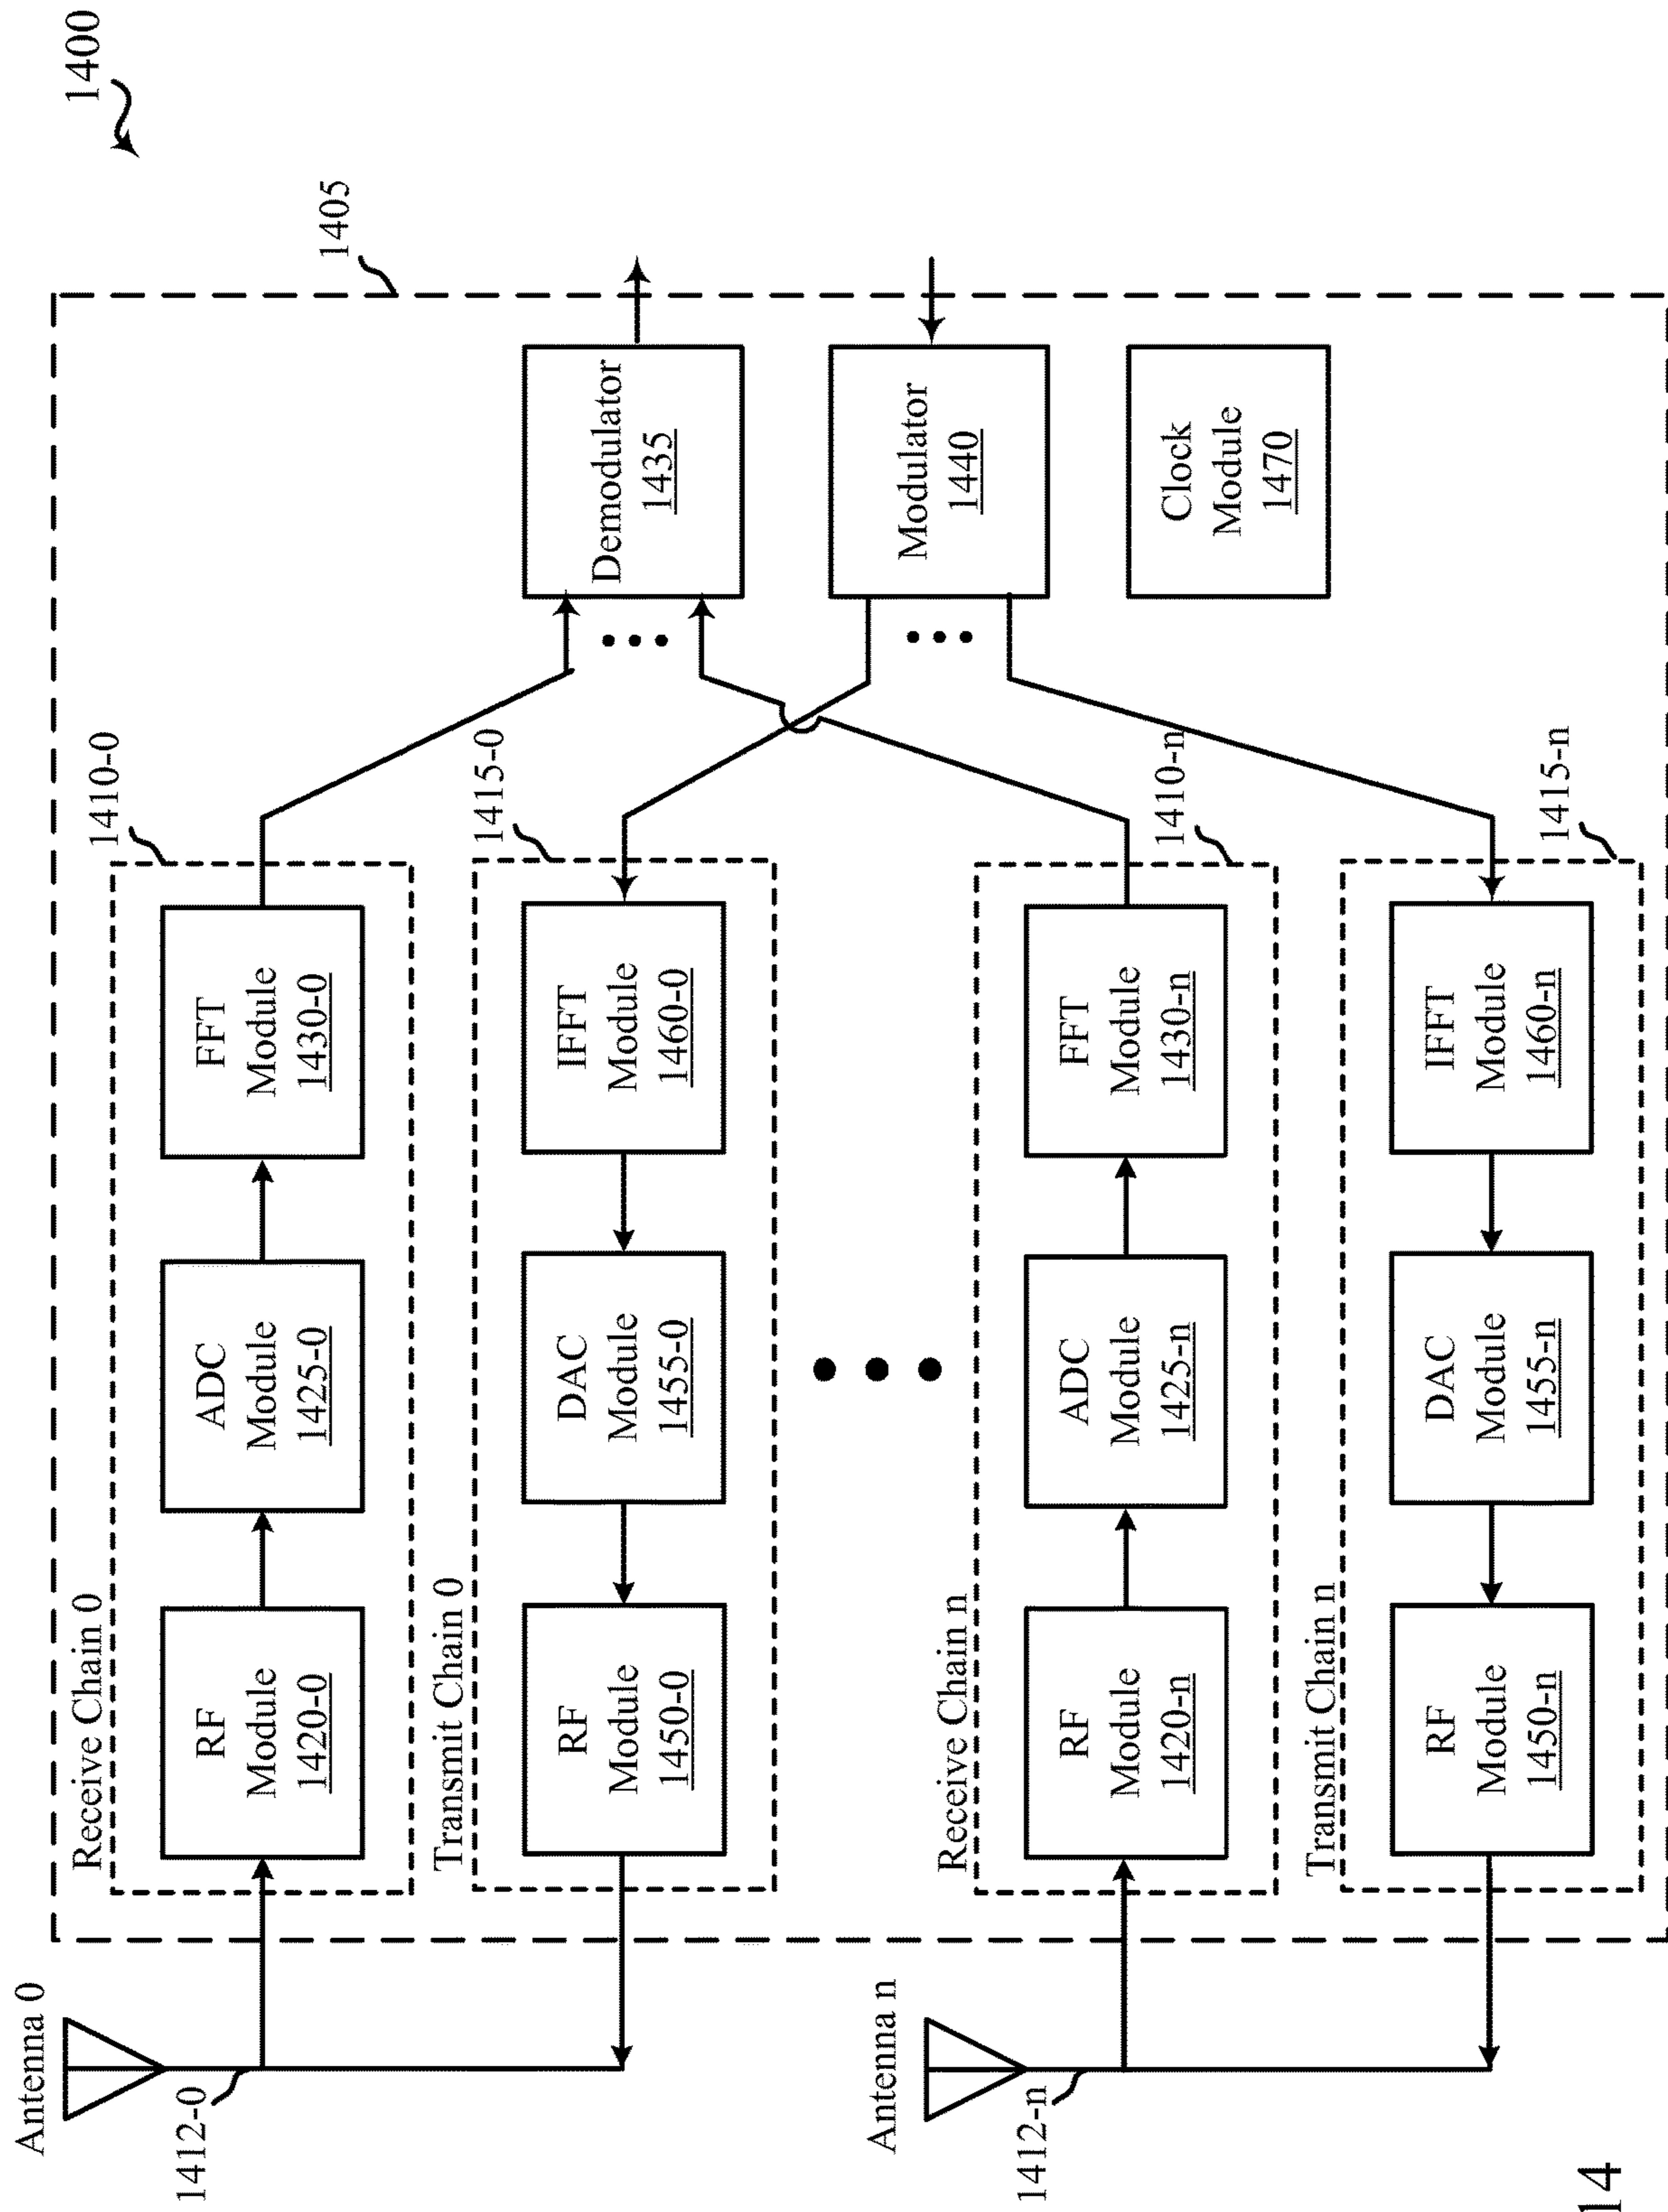 1400
1405
Antenna 0
1412-0
Receive Chain 0
1410-0
RF
Module
1420-0
ADC
Module
1425-0
FFT
Module
1430-0
Transmit Chain 0
1415-0
RF
Module
1450-0
DAC
Module
1455-0
IFFT
Module
1460-0
Demodulator
1435
Modulator
1440
Clock
Module
1470
Antenna n
1412-n
Receive Chain n
1410-n
RF
Module
1420-n
ADC
Module
1425-n
FFT
Module
1430-n
Transmit Chain n
1415-n
RF
Module
1450-n
DAC
Module
1455-n
IFFT
Module
1460-n
14